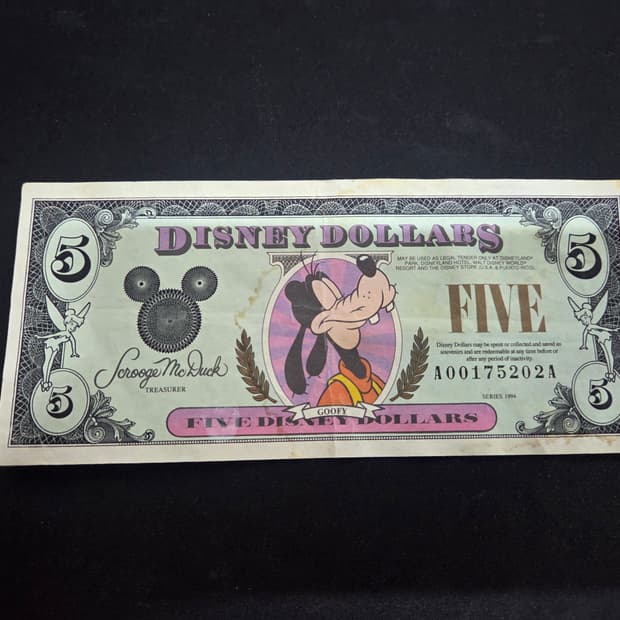 5
DISNEY DOLLARS
5
MAY BE USED AS LEGAL TENDER ONLY AT DISNEYLAND®
PARK, DISNEYLAND HOTEL, WALT DISNEY WORLD®
RESORT AND THE DISNEY STORE (U.S.A. & PUERTO RICO).
FIVE
Disney Dollars may be spent or collected and saved as
souvenirs and are redeemable at any time before or
after any period of inactivity.
A00175202A
Scrooge McDuck
TREASURER
SERIES 1994
5
GOOFY
5
FIVE DISNEY DOLLARS